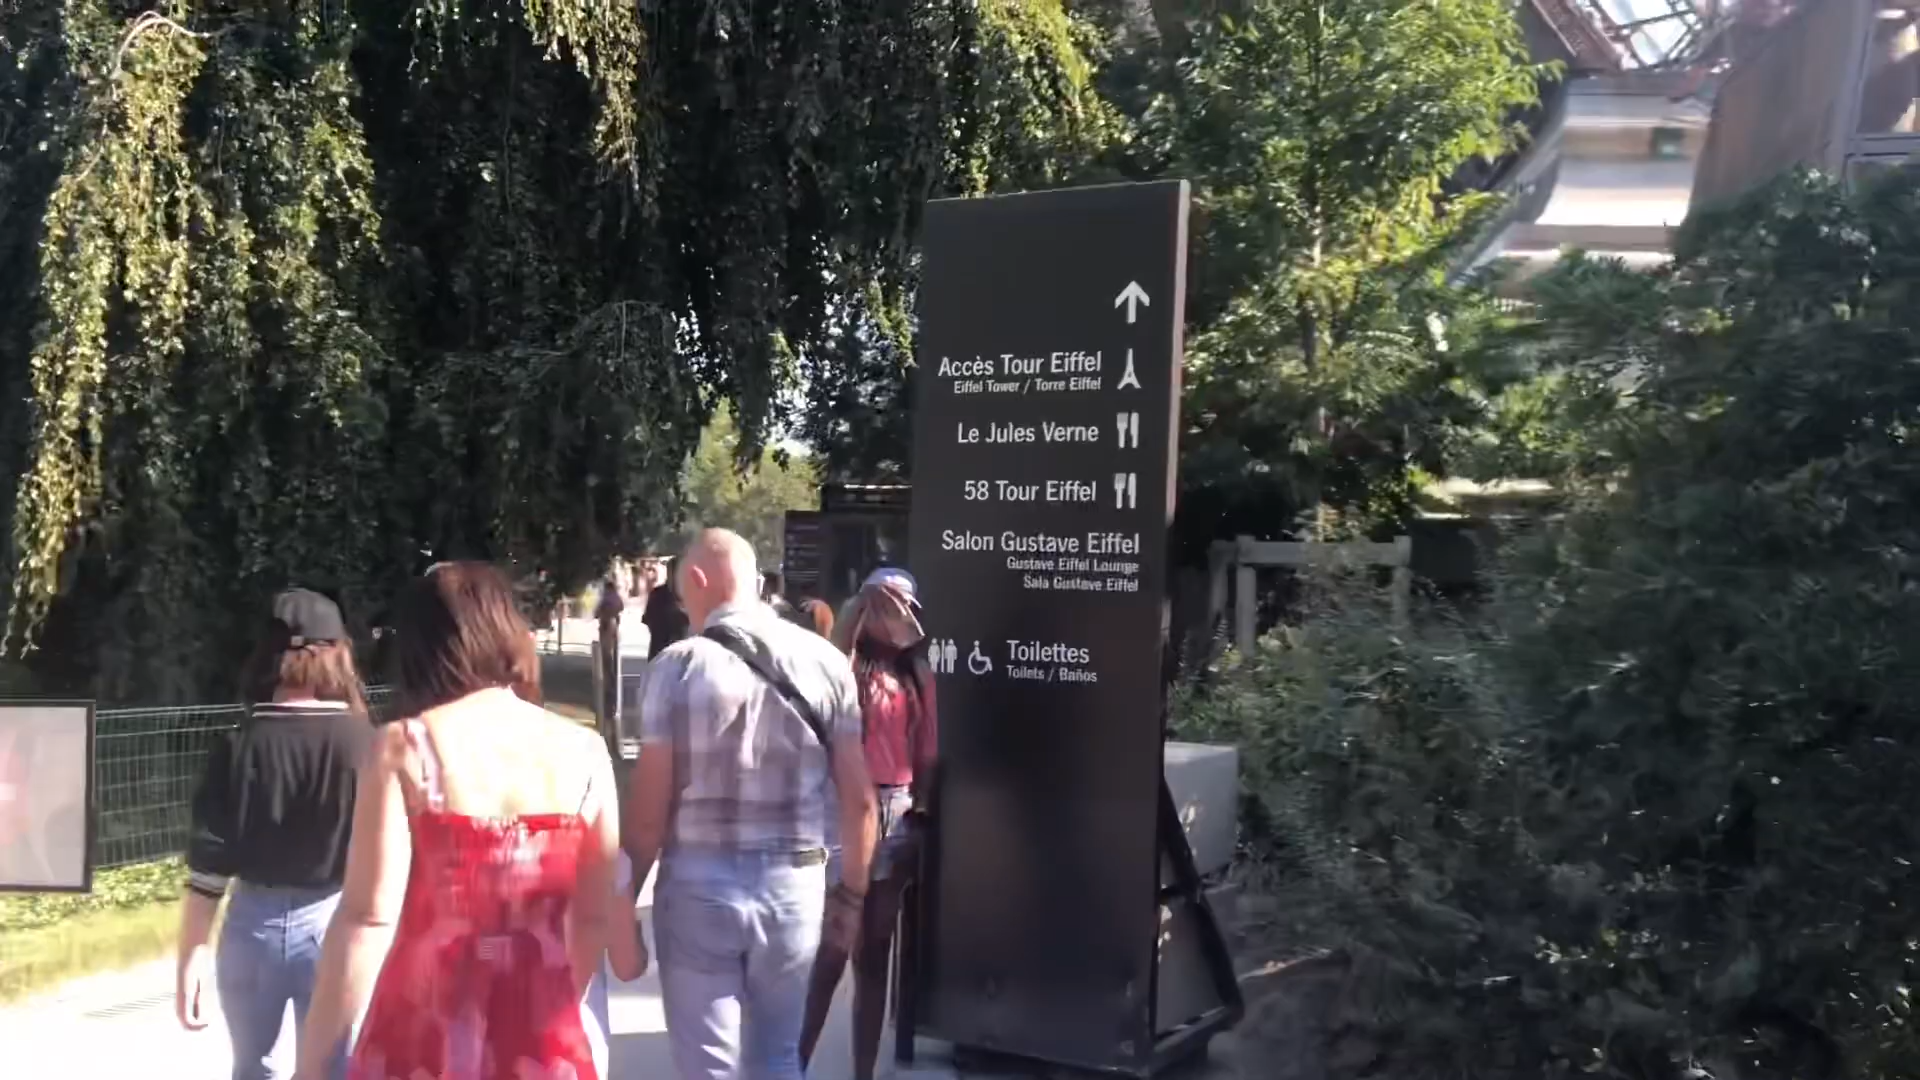 Accès Tour Eiffel
Eiffel Tower / Torre Eiffel
Le Jules Verne
58 Tour Eiffel
Salon Gustave Eiffel
Gustave Eiffel Lounge
Sala Gustave Eiffel
Toilettes
Toilets / Baños